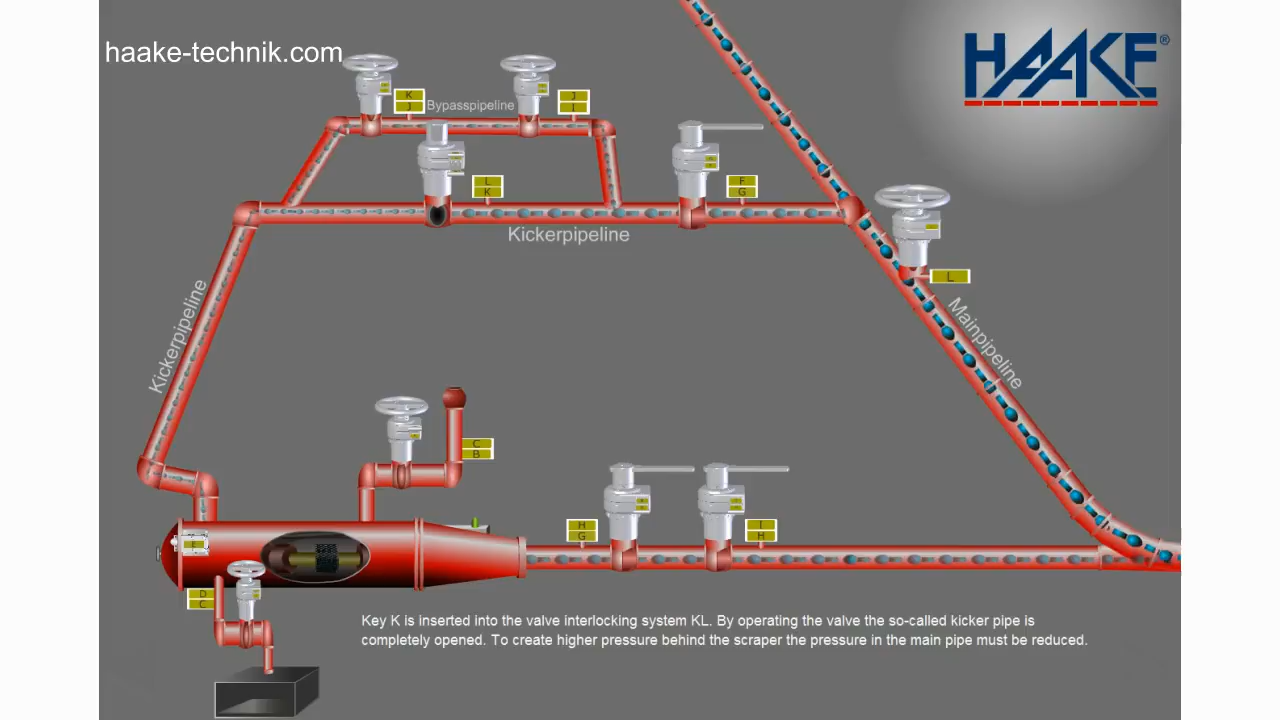 haake-technik.com
HAAKE®
K
J
Bypasspipeline
J
I
L
K
F
G
Kickerpipeline
L
Kickerpipeline
Mainpipeline
C
B
H
G
I
H
E
D
C
Key K is inserted into the valve interlocking system KL. By operating the valve the so-called kicker pipe is
completely opened. To create higher pressure behind the scraper the pressure in the main pipe must be reduced.